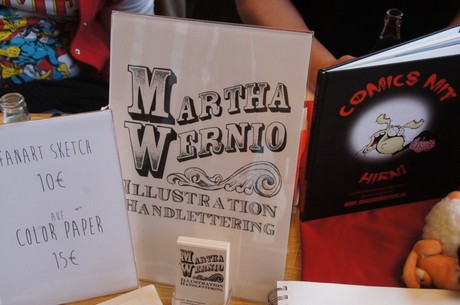 FANART SKETCH
10€
AUF
COLOR PAPER
15€
MARTHA
WERNIO
ILLUSTRATION
HANDLETTERING
MARTHA
WERNIO
ILLUSTRATION
HANDLETTERING
COMICS MIT
HIRN!